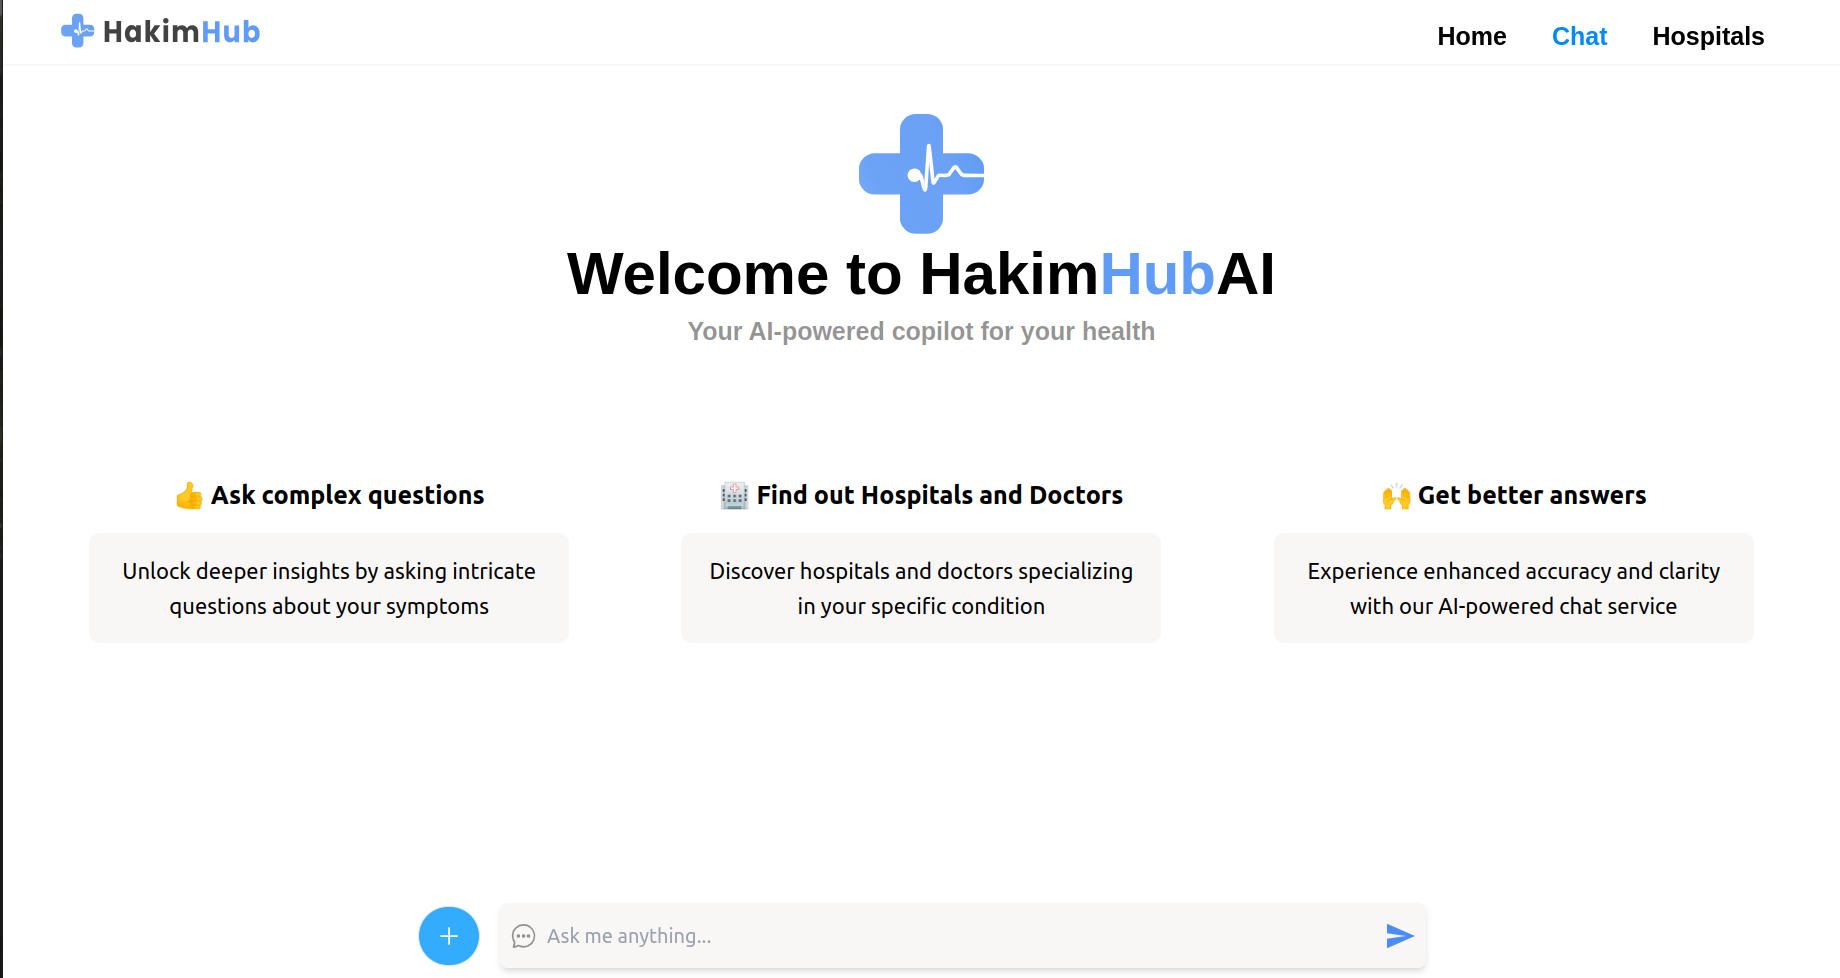 HakimHub
Home
Chat
Hospitals
Welcome to HakimHubAI
Your AI-powered copilot for your health
👍 Ask complex questions
Unlock deeper insights by asking intricate
questions about your symptoms
🏥 Find out Hospitals and Doctors
Discover hospitals and doctors specializing
in your specific condition
🙌 Get better answers
Experience enhanced accuracy and clarity
with our AI-powered chat service
Ask me anything...